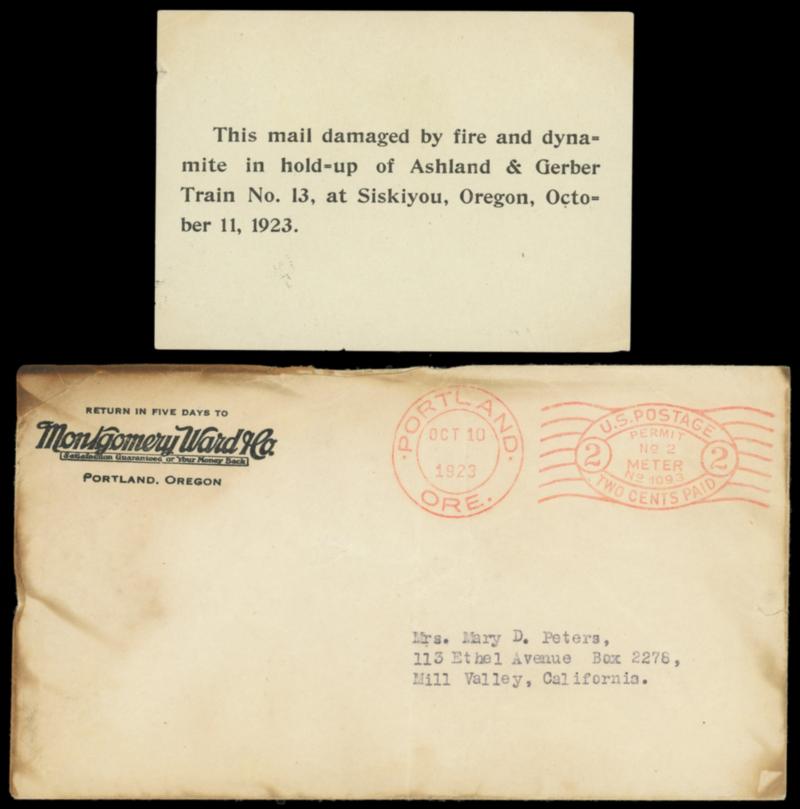 This mail damaged by fire and dyna=
mite in hold=up of Ashland & Gerber
Train No. 13, at Siskiyou, Oregon, Octo=
ber 11, 1923.
RETURN IN FIVE DAYS TO
Montgomery Ward & Co.
Satisfaction Guaranteed or Your Money Back
PORTLAND, OREGON
PORTLAND
OCT 10
1923
ORE.
U.S. POSTAGE
PERMIT
No 2
2 METER 2
No 1093
TWO CENTS PAID
Mrs. Mary D. Peters,
113 Ethel Avenue Box 2278,
Mill Valley, California.